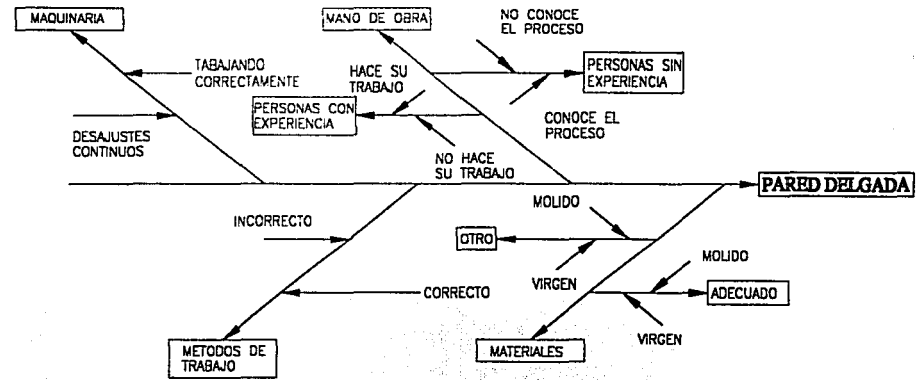 MAQUINARIA
MANO DE OBRA
NO CONOCE
EL PROCESO
TABAJANDO
CORRECTAMENTE
HACE SU
TRABAJO
PERSONAS SIN
EXPERIENCIA
PERSONAS CON
EXPERIENCIA
CONOCE EL
PROCESO
DESAJUSTES
CONTINUOS
NO HACE
SU TRABAJO
PARED DELGADA
MOLIDO
INCORRECTO
OTRO
MOLIDO
VIRGEN
CORRECTO
ADECUADO
VIRGEN
METODOS DE
TRABAJO
MATERIALES